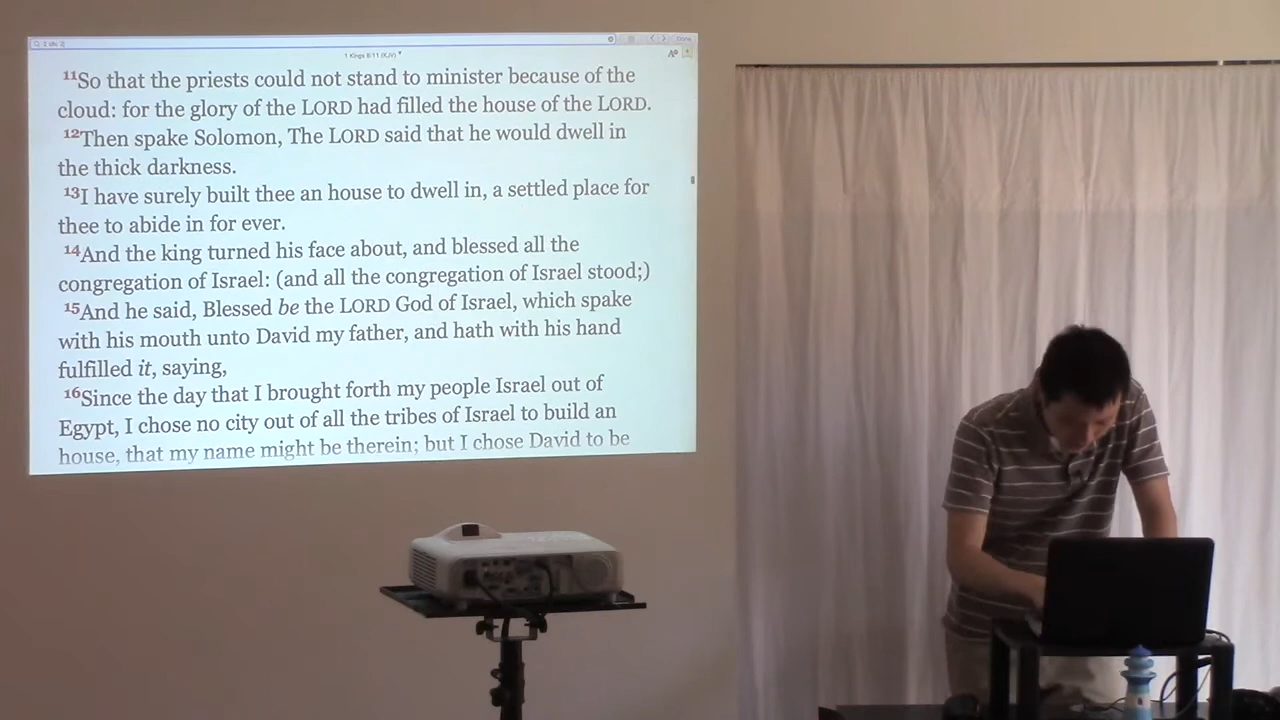 1 Kings 8:11 (KJV)
11So that the priests could not stand to minister because of the
cloud: for the glory of the LORD had filled the house of the LORD.
12Then spake Solomon, The LORD said that he would dwell in
the thick darkness.
13I have surely built thee an house to dwell in, a settled place for
thee to abide in for ever.
14And the king turned his face about, and blessed all the
congregation of Israel: (and all the congregation of Israel stood;)
15And he said, Blessed be the LORD God of Israel, which spake
with his mouth unto David my father, and hath with his hand
fulfilled it, saying,
16Since the day that I brought forth my people Israel out of
Egypt, I chose no city out of all the tribes of Israel to build an
house, that my name might be therein; but I chose David to be